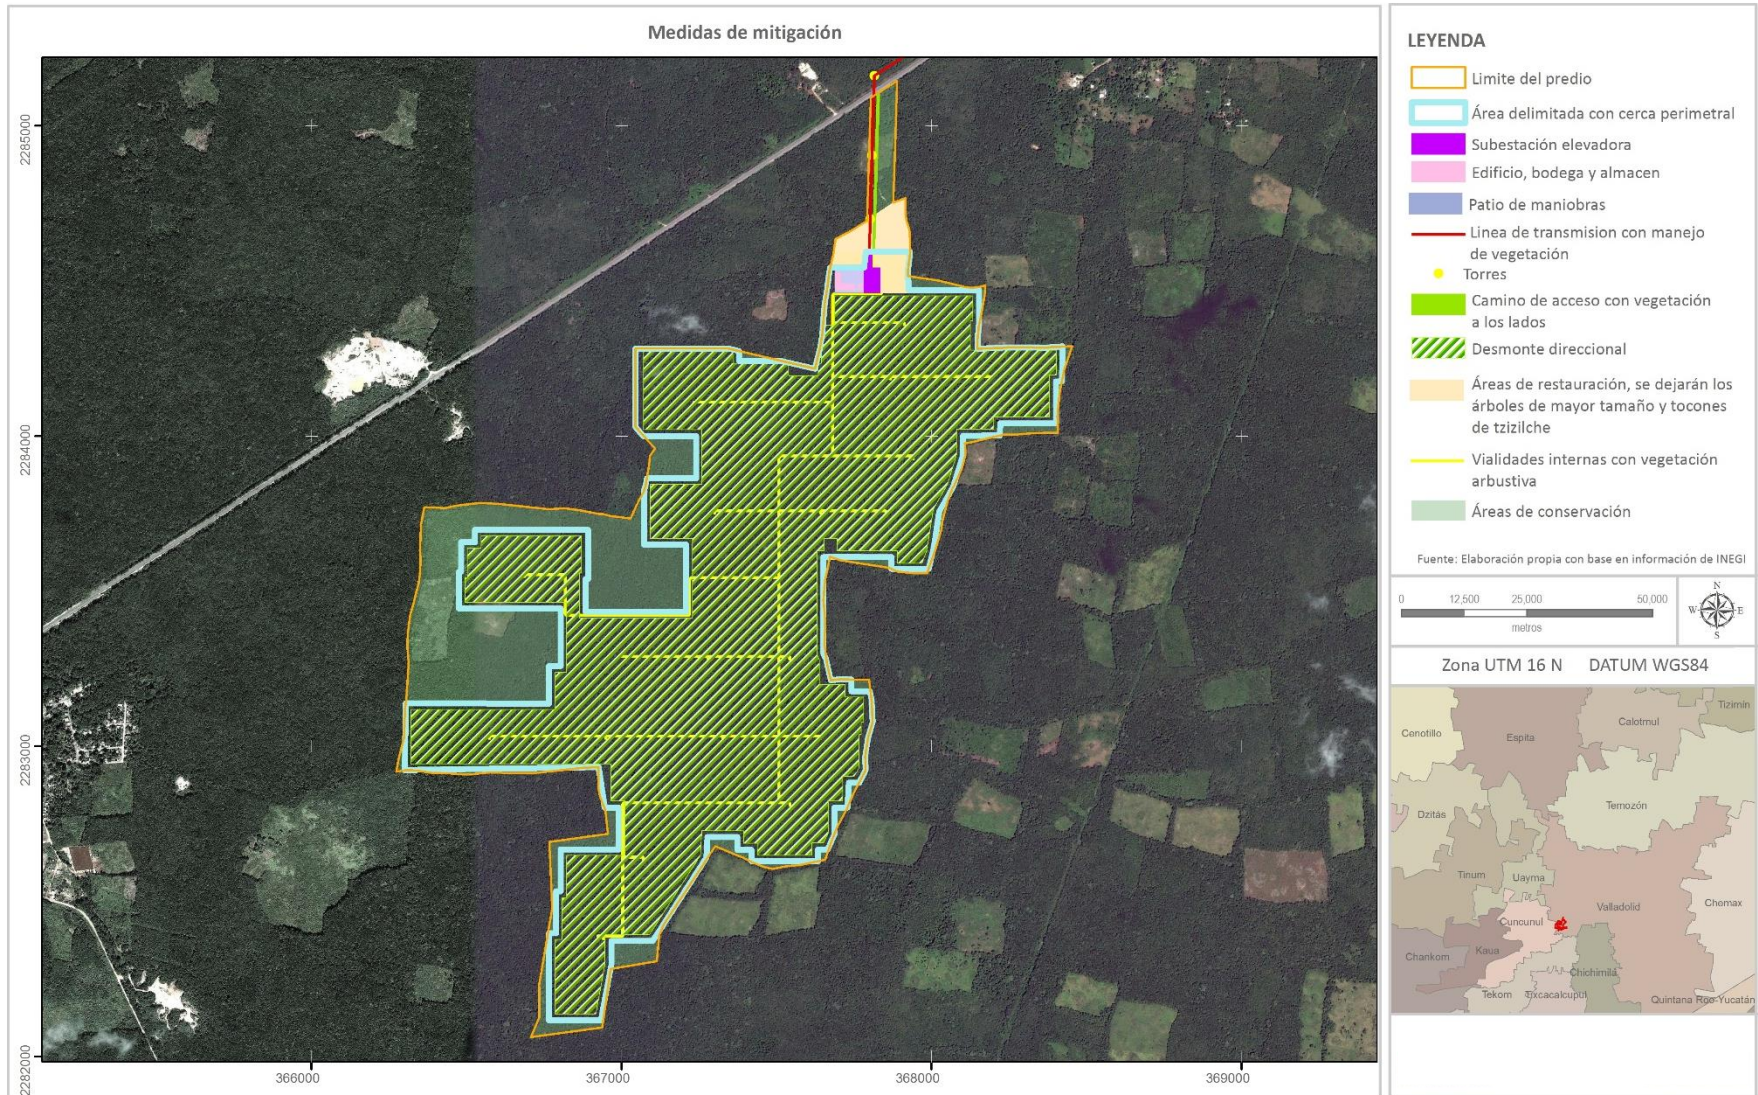 Medidas de mitigación
2285000
2284000
2283000
2282000
366000
367000
368000
369000
LEYENDA
Limite del predio
Área delimitada con cerca perimetral
Subestación elevadora
Edificio, bodega y almacen
Patio de maniobras
Linea de transmision con manejo
de vegetación
Torres
Camino de acceso con vegetación
a los lados
Desmonte direccional
Áreas de restauración, se dejarán los
árboles de mayor tamaño y tocones
de tzizilche
Vialidades internas con vegetación
arbustiva
Áreas de conservación
Fuente: Elaboración propia con base en información de INEGI
0 12,500 25,000 50,000
metros
N
W E
S
Zona UTM 16 N DATUM WGS84
Tizimín
Calotmul
Cenotillo
Espita
Temozón
Dzitás
Tinum
Uayma
Valladolid
Chemax
Cuncunul
Kaua
Chankom
Chichimilá
Tekom
Quintana Roo-Yucatán